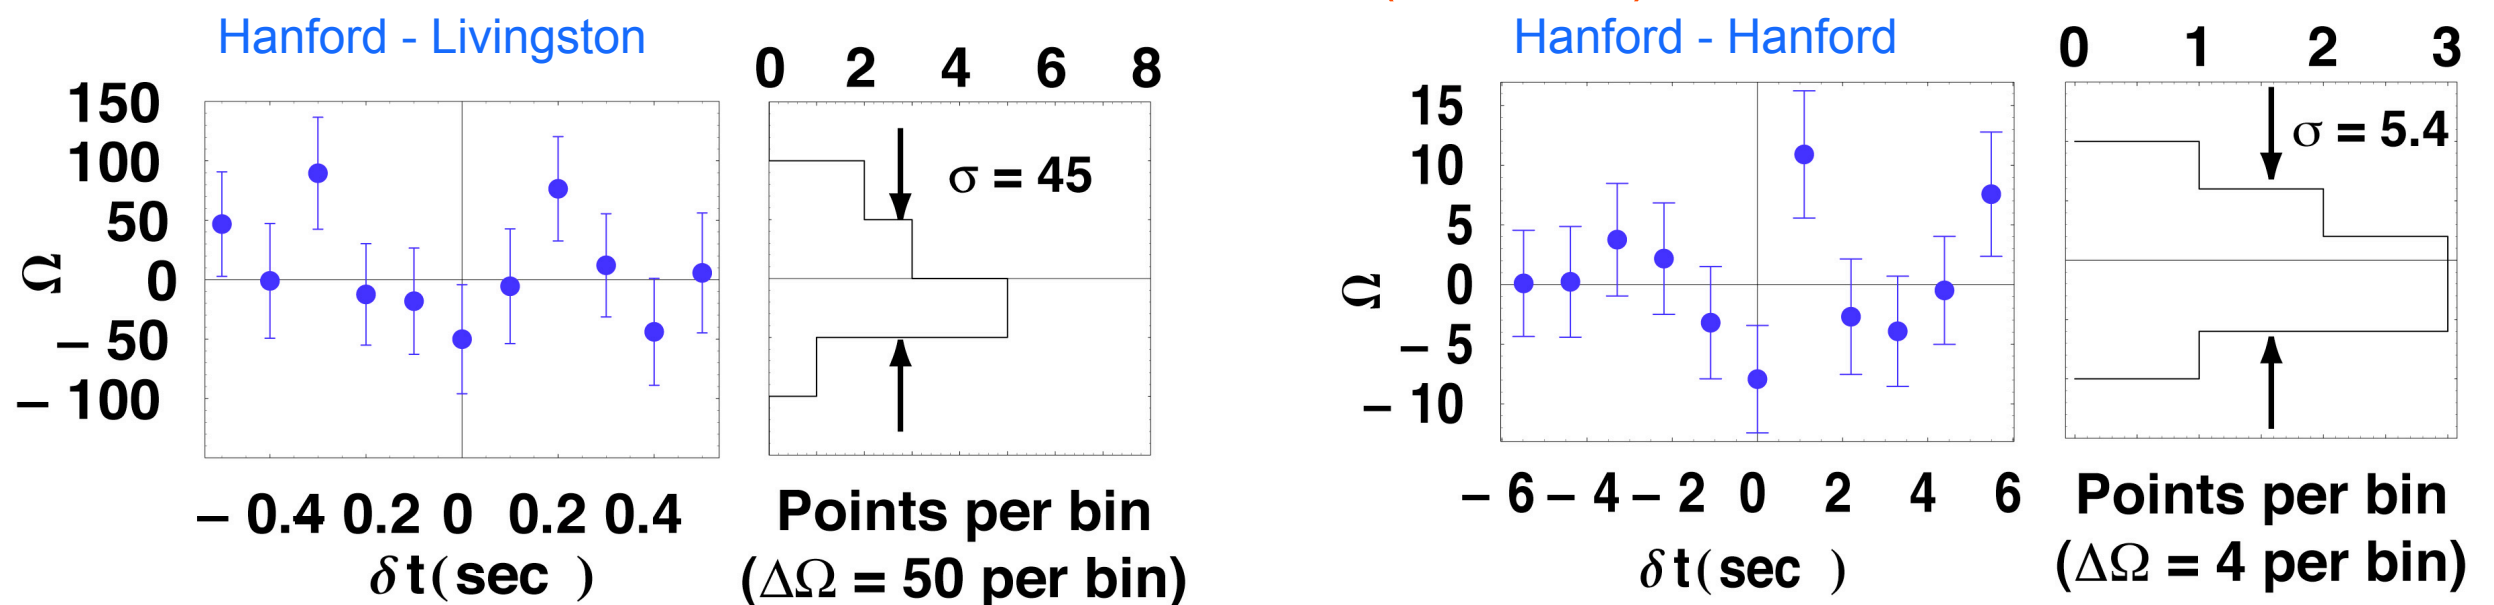 Hanford - Livingston
0 2 4 6 8
150
100
50
0
– 50
– 100
Ω
σ = 45
– 0.4 0.2 0 0.2 0.4
δ t ( sec )
Points per bin
(ΔΩ = 50 per bin)
Hanford - Hanford
0 1 2 3
15
10
5
0
– 5
– 10
Ω
σ = 5.4
– 6 – 4 – 2 0 2 4 6
δ t ( sec )
Points per bin
(ΔΩ = 4 per bin)